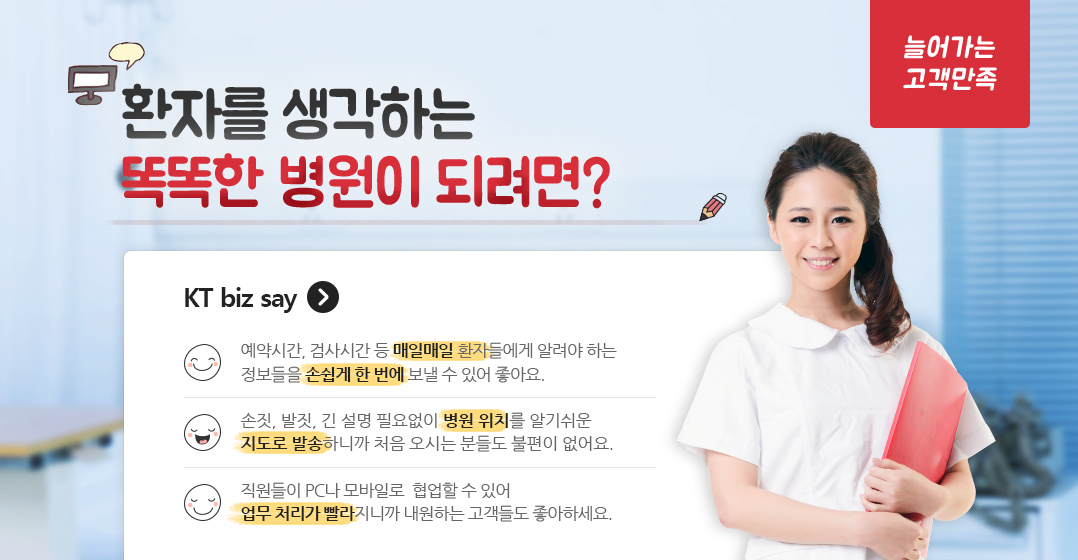 늘어가는
고객만족
환자를 생각하는
똑똑한 병원이 되려면?
KT biz say
예약시간, 검사시간 등 매일매일 환자들에게 알려야 하는
정보들을 손쉽게 한 번에 보낼 수 있어 좋아요.
손짓, 발짓, 긴 설명 필요없이 병원 위치를 알기쉬운
지도로 발송하니까 처음 오시는 분들도 불편이 없어요.
직원들이 PC나 모바일로 협업할 수 있어
업무 처리가 빨라지니까 내원하는 고객들도 좋아하세요.